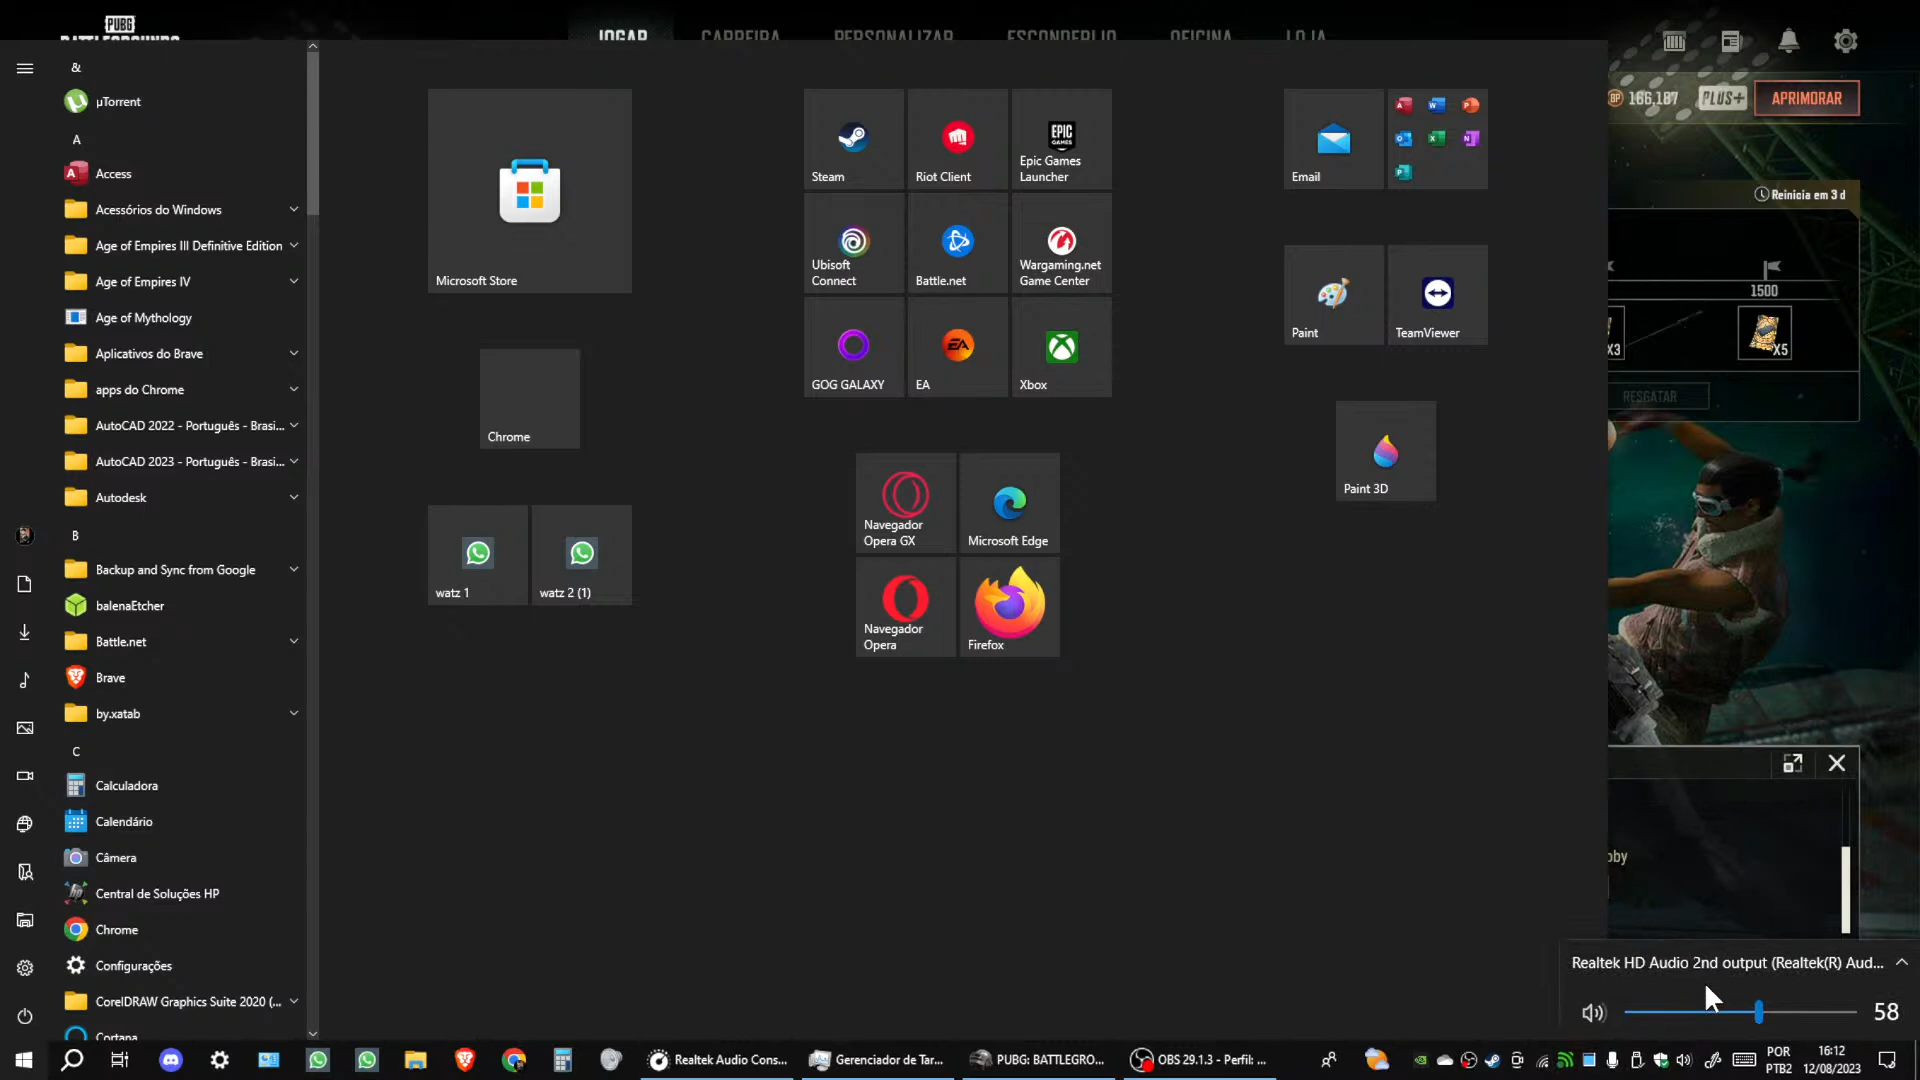 PUBG
JOGAR
CARREIRA
PERSONALIZAR
ESCONDERIJO
OFICINA
LOJA
166,187
PLUS+
APRIMORAR
Reinicia em 3 d
1500
X3
X5
RESGATAR
&
µTorrent
A
Access
Acessórios do Windows
Age of Empires III Definitive Edition
Age of Empires IV
Age of Mythology
Aplicativos do Brave
apps do Chrome
AutoCAD 2022 - Português - Brasi...
AutoCAD 2023 - Português - Brasi...
Autodesk
B
Backup and Sync from Google
balenaEtcher
Battle.net
Brave
by.xatab
C
Calculadora
Calendário
Câmera
Central de Soluções HP
Chrome
Configurações
CorelDRAW Graphics Suite 2020 (...
Cortana
Microsoft Store
Chrome
watz 1
watz 2 (1)
Steam
Riot Client
EPIC
GAMES
Epic Games
Launcher
Ubisoft
Connect
Battle.net
Wargaming.net
Game Center
GOG GALAXY
EA
EA
Xbox
Navegador
Opera GX
Microsoft Edge
Navegador
Opera
Firefox
Email
Paint
TeamViewer
Paint 3D
Realtek HD Audio 2nd output (Realtek(R) Aud...
58
Realtek Audio Cons...
Gerenciador de Tar...
PUBG: BATTLEGRO...
OBS 29.1.3 - Perfil: ...
POR
PTB2
16:12
12/08/2023